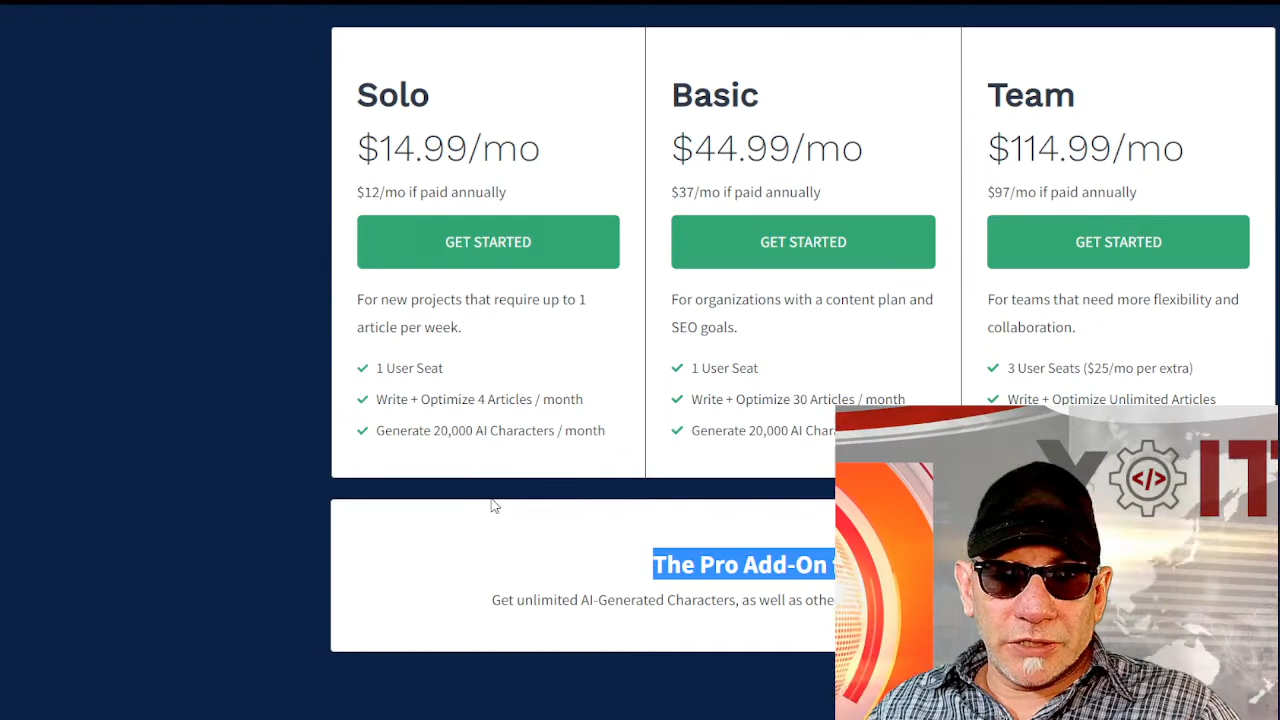 Solo
$14.99/mo
$12/mo if paid annually
GET STARTED
For new projects that require up to 1
article per week.
1 User Seat
Write + Optimize 4 Articles / month
Generate 20,000 AI Characters / month
Basic
$44.99/mo
$37/mo if paid annually
GET STARTED
For organizations with a content plan and
SEO goals.
1 User Seat
Write + Optimize 30 Articles / month
Generate 20,000 AI
Team
$114.99/mo
$97/mo if paid annually
GET STARTED
For teams that need more flexibility and
collaboration.
3 User Seats ($25/mo per extra)
Write + Optimize Unlimited Articles
The Pro Add-On
Get unlimited AI-Generated Characters, as well as
</>